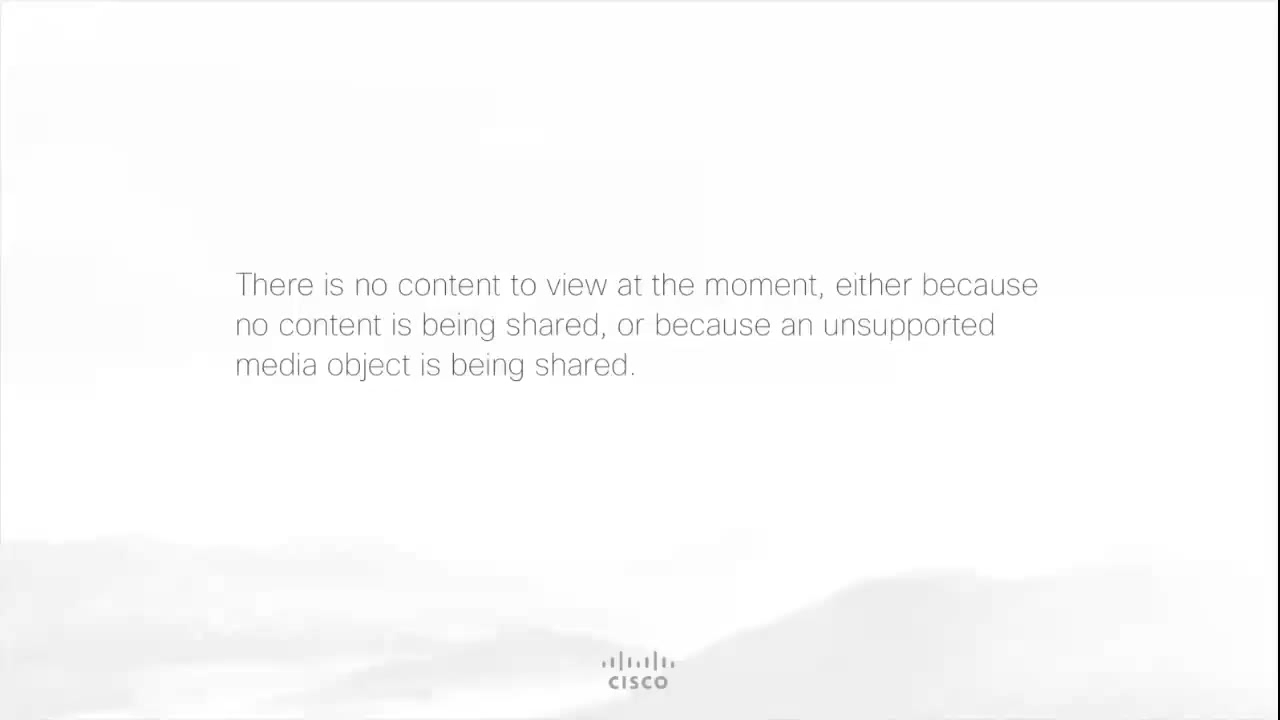 There is no content to view at the moment, either because
no content is being shared, or because an unsupported
media object is being shared.
CISCO